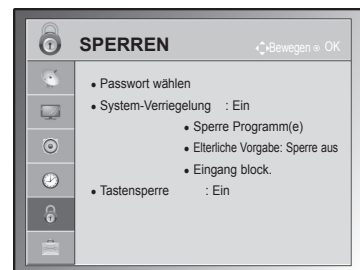 SPERREN
Bewegen OK
• Passwort wählen
• System-Verriegelung : Ein
• Sperre Programm(e)
• Elterliche Vorgabe: Sperre aus
• Eingang block.
• Tastensperre : Ein